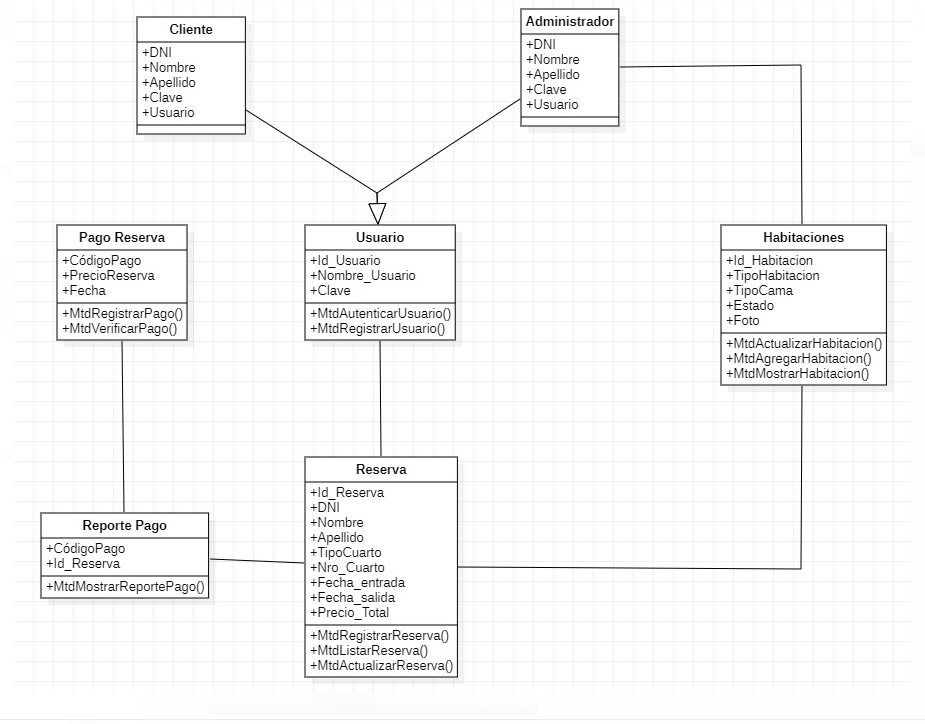 Cliente
+DNI
+Nombre
+Apellido
+Clave
+Usuario
Administrador
+DNI
+Nombre
+Apellido
+Clave
+Usuario
Pago Reserva
+CódigoPago
+PrecioReserva
+Fecha
+MtdRegistrarPago()
+MtdVerificarPago()
Usuario
+Id_Usuario
+Nombre_Usuario
+Clave
+MtdAutenticarUsuario()
+MtdRegistrarUsuario()
Habitaciones
+Id_Habitacion
+TipoHabitacion
+TipoCama
+Estado
+Foto
+MtdActualizarHabitacion()
+MtdAgregarHabitacion()
+MtdMostrarHabitacion()
Reporte Pago
+CódigoPago
+Id_Reserva
+MtdMostrarReportePago()
Reserva
+Id_Reserva
+DNI
+Nombre
+Apellido
+TipoCuarto
+Nro_Cuarto
+Fecha_entrada
+Fecha_salida
+Precio_Total
+MtdRegistrarReserva()
+MtdListarReserva()
+MtdActualizarReserva()